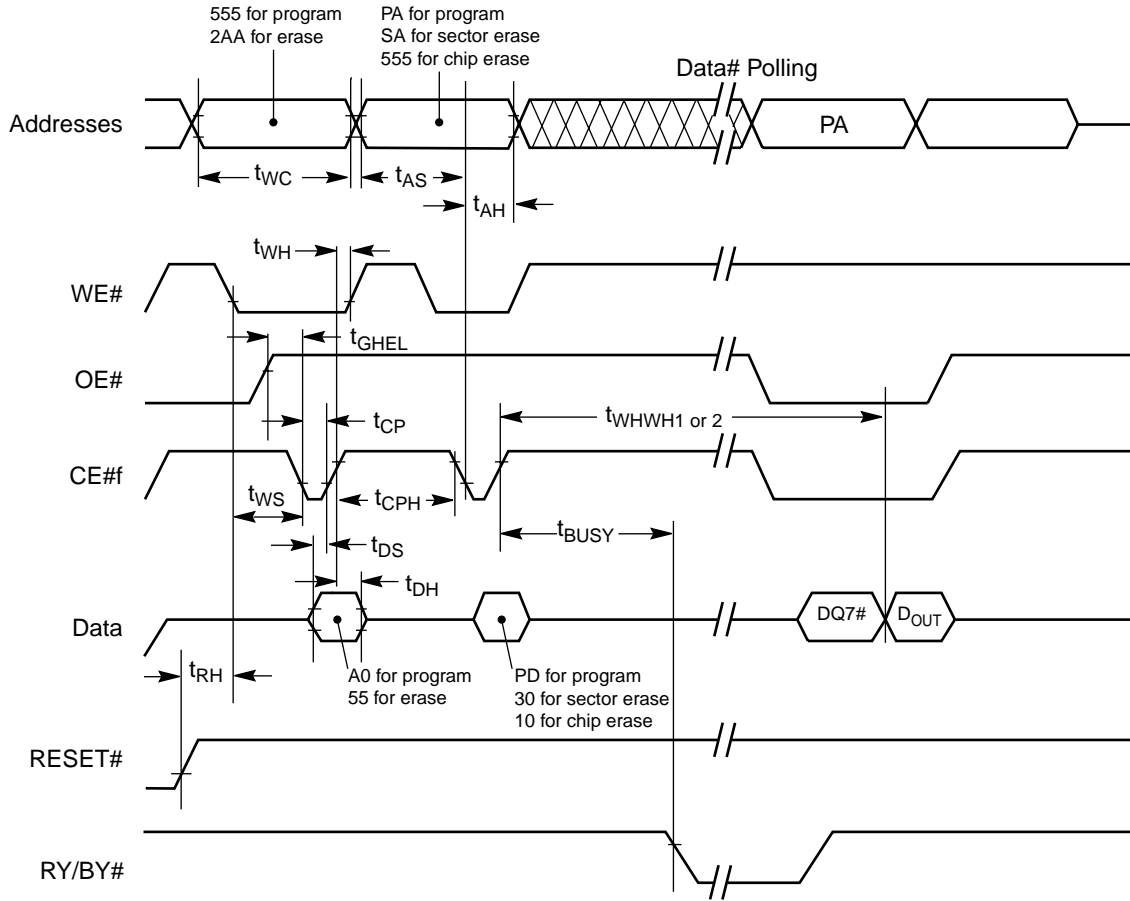 555 for program
2AA for erase
PA for program
SA for sector erase
555 for chip erase
Data# Polling
Addresses
PA
tWC
tAS
tAH
tWH
WE#
tGHEL
OE#
tCP
tWHWH1 or 2
CE#f
tWS
tCPH
tBUSY
tDS
tDH
Data
DQ7#
DOUT
tRH
A0 for program
55 for erase
PD for program
30 for sector erase
10 for chip erase
RESET#
RY/BY#